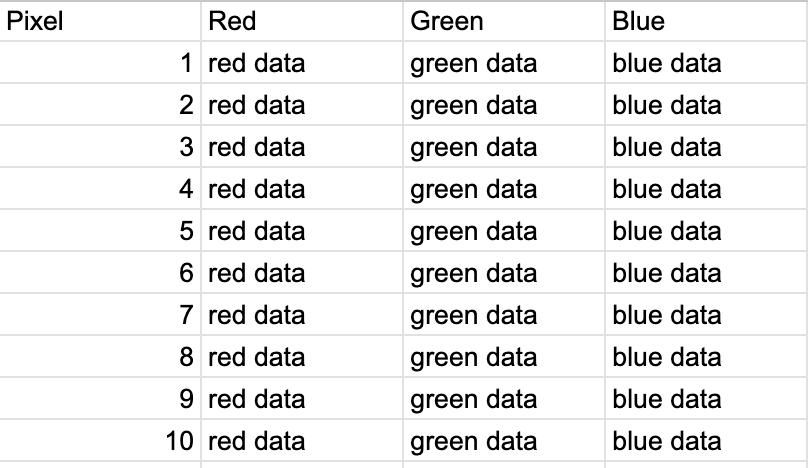 Pixel Red Green Blue
1 red data green data blue data
2 red data green data blue data
3 red data green data blue data
4 red data green data blue data
5 red data green data blue data
6 red data green data blue data
7 red data green data blue data
8 red data green data blue data
9 red data green data blue data
10 red data green data blue data